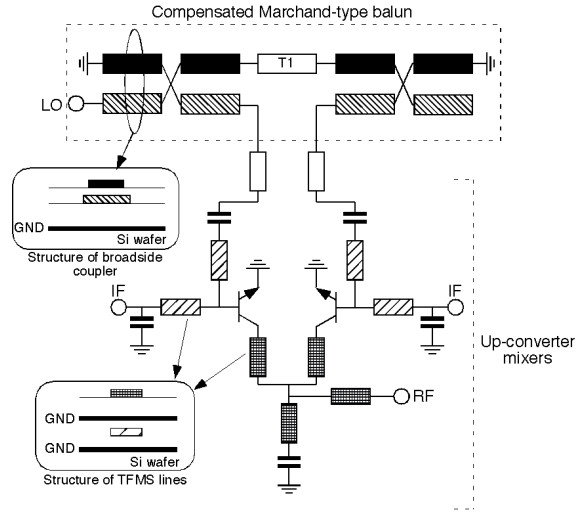 Compensated Marchand-type balun
T1
LO
GND
Si wafer
Structure of broadside
coupler
IF
IF
Up-converter
mixers
RF
GND
GND
Si wafer
Structure of TFMS lines